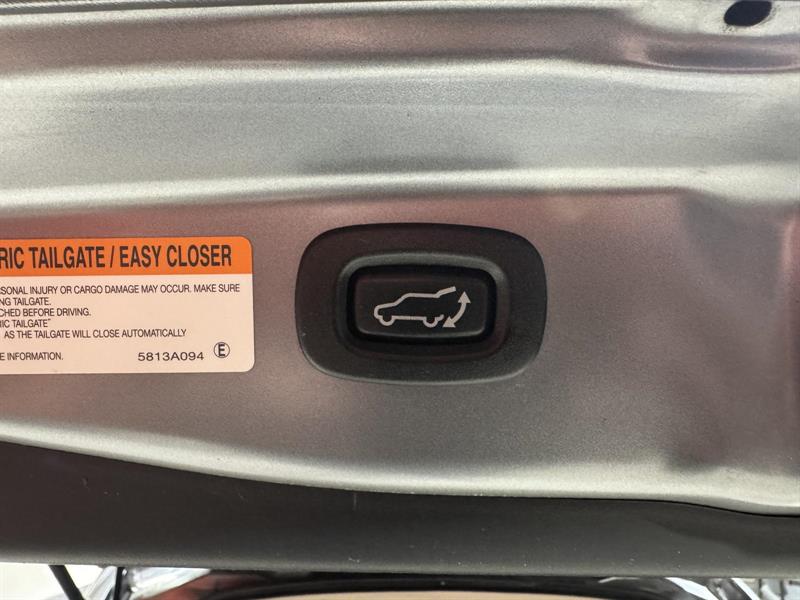 RIC TAILGATE / EASY CLOSER
RSONAL INJURY OR CARGO DAMAGE MAY OCCUR. MAKE SURE
NG TAILGATE.
CHED BEFORE DRIVING.
RIC TAILGATE"
AS THE TAILGATE WILL CLOSE AUTOMATICALLY
E INFORMATION.
5813A094 E